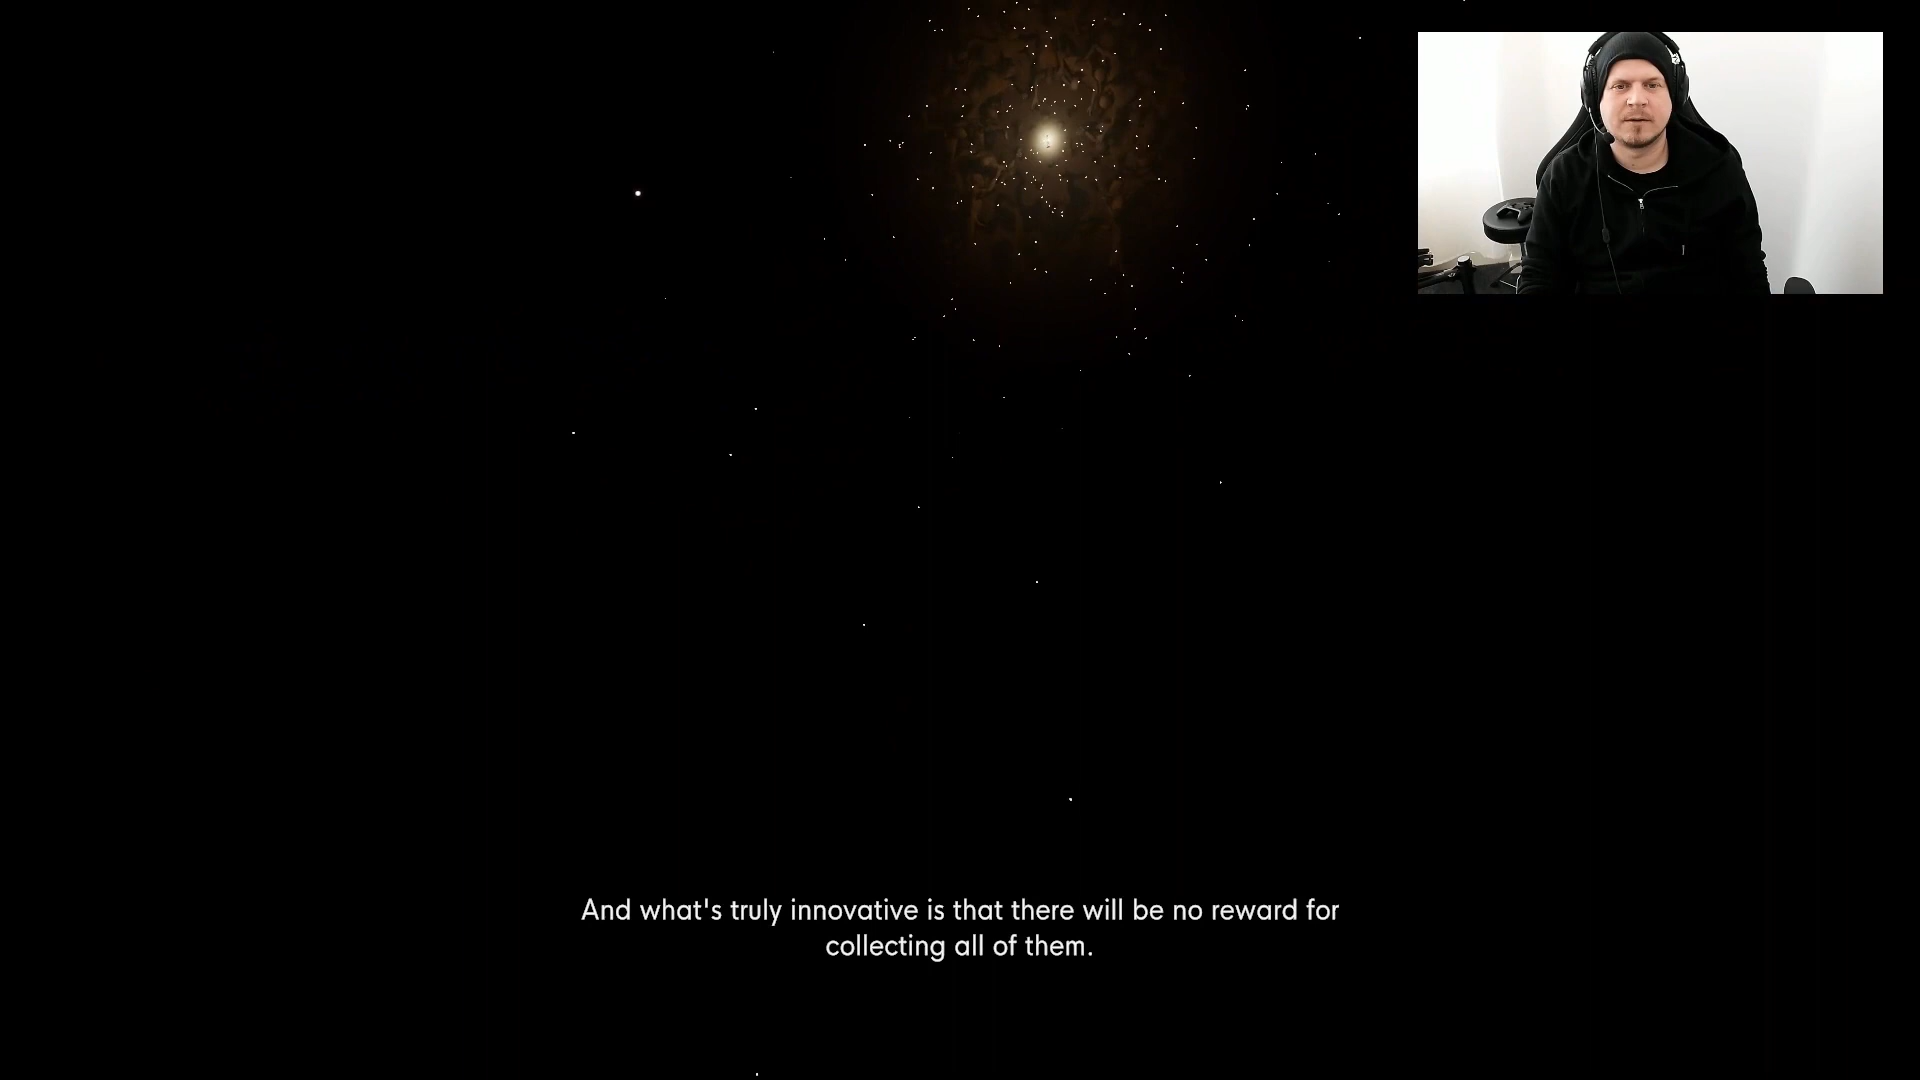 And what's truly innovative is that there will be no reward for
collecting all of them.